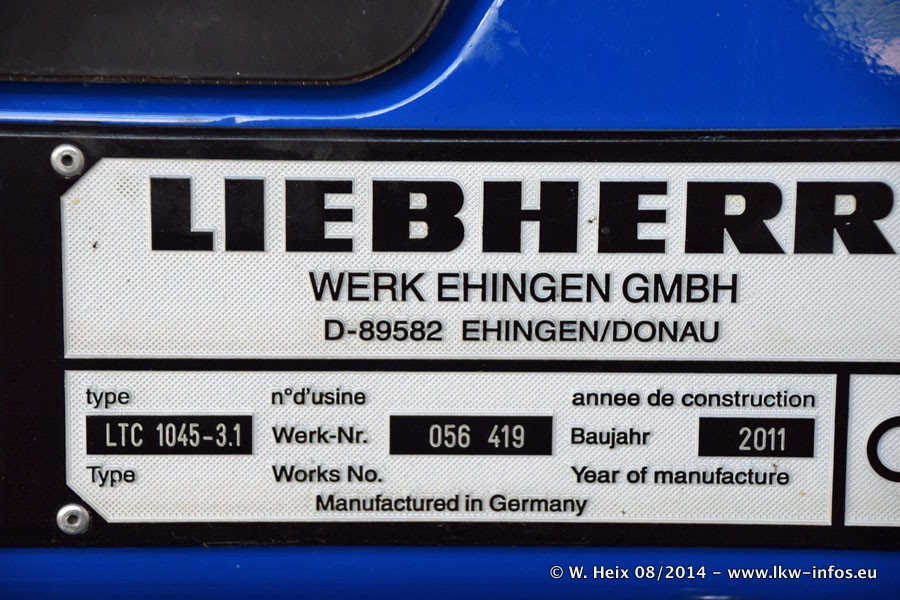 LIEBHERR
WERK EHINGEN GMBH
D-89582 EHINGEN/DONAU
type n°d'usine annee de construction
LTC 1045-3.1 Werk-Nr. 056 419 Baujahr 2011
Type Works No. Year of manufacture
Manufactured in Germany
© W. Heix 08/2014 - www.lkw-infos.eu